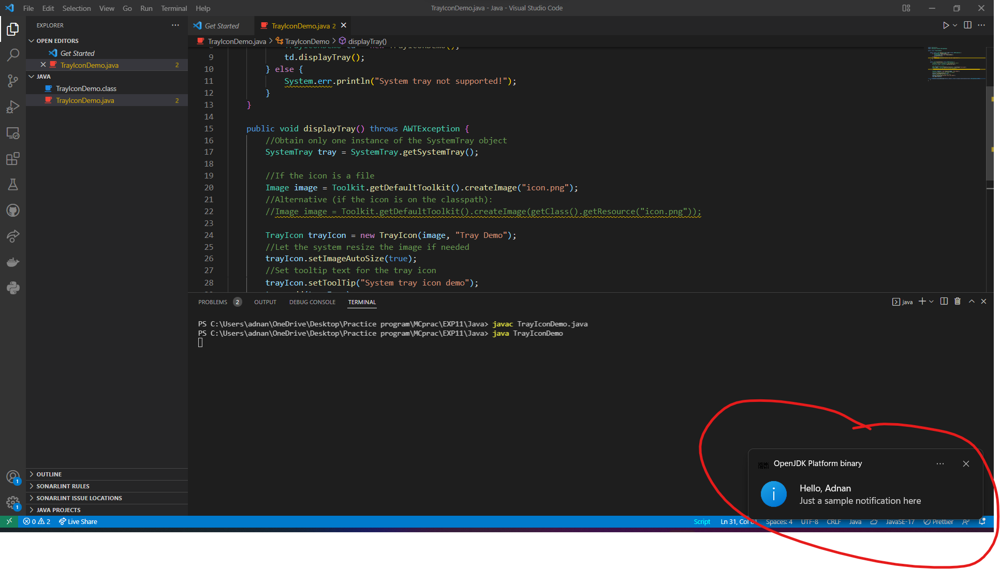 File Edit Selection View Go Run Terminal Help
TrayIconDemo.java - Java - Visual Studio Code
EXPLORER
OPEN EDITORS
Get Started
TrayIconDemo.java 2
JAVA
TrayIconDemo.class
TrayIconDemo.java 2
OUTLINE
SONARLINT RULES
SONARLINT ISSUE LOCATIONS
JAVA PROJECTS
1
1
Get Started
TrayIconDemo.java 2
TrayIconDemo.java > TrayIconDemo > displayTray()
9 td.displayTray();
10 } else {
11 System.err.println("System tray not supported!");
12 }
13 }
14
15 public void displayTray() throws AWTException {
16 //Obtain only one instance of the SystemTray object
17 SystemTray tray = SystemTray.getSystemTray();
18
19 //If the icon is a file
20 Image image = Toolkit.getDefaultToolkit().createImage("icon.png");
21 //Alternative (if the icon is on the classpath):
22 //Image image = Toolkit.getDefaultToolkit().createImage(getClass().getResource("icon.png"));
23
24 TrayIcon trayIcon = new TrayIcon(image, "Tray Demo");
25 //Let the system resize the image if needed
26 trayIcon.setImageAutoSize(true);
27 //Set tooltip text for the tray icon
28 trayIcon.setToolTip("System tray icon demo");
PROBLEMS 2 OUTPUT DEBUG CONSOLE TERMINAL
java
PS C:\Users\adnan\OneDrive\Desktop\Practice program\MCprac\EXP11\Java> javac TrayIconDemo.java
PS C:\Users\adnan\OneDrive\Desktop\Practice program\MCprac\EXP11\Java> java TrayIconDemo
OpenJDK Platform binary
Hello, Adnan
Just a sample notification here
0 2 Live Share
Script Ln 31, Spaces: 4 UTF-8 CRLF Java JavaSE-17 Prettier